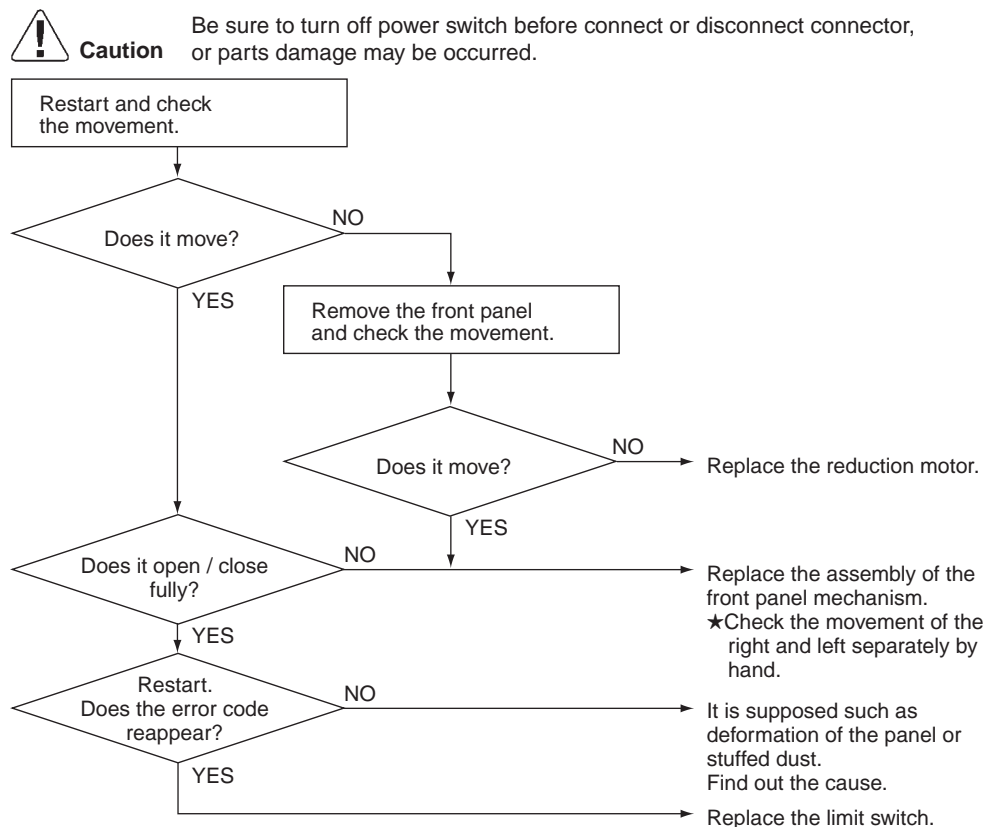 Be sure to turn off power switch before connect or disconnect connector,
Caution or parts damage may be occurred.
Restart and check
the movement.
Does it move?
NO
YES
Remove the front panel
and check the movement.
Does it move?
NO
Replace the reduction motor.
YES
Does it open / close
fully?
NO
Replace the assembly of the
front panel mechanism.
★Check the movement of the
right and left separately by
hand.
YES
Restart.
Does the error code
reappear?
NO
It is supposed such as
deformation of the panel or
stuffed dust.
Find out the cause.
YES
Replace the limit switch.